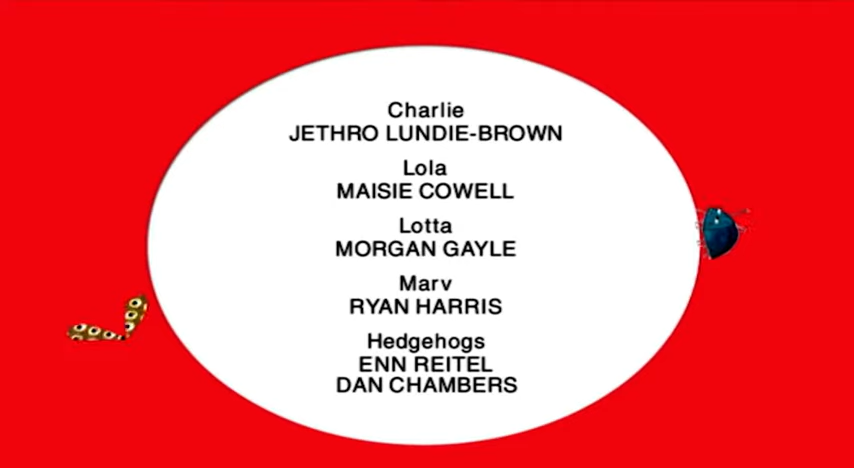 Charlie
JETHRO LUNDIE-BROWN
Lola
MAISIE COWELL
Lotta
MORGAN GAYLE
Marv
RYAN HARRIS
Hedgehogs
ENN REITEL
DAN CHAMBERS